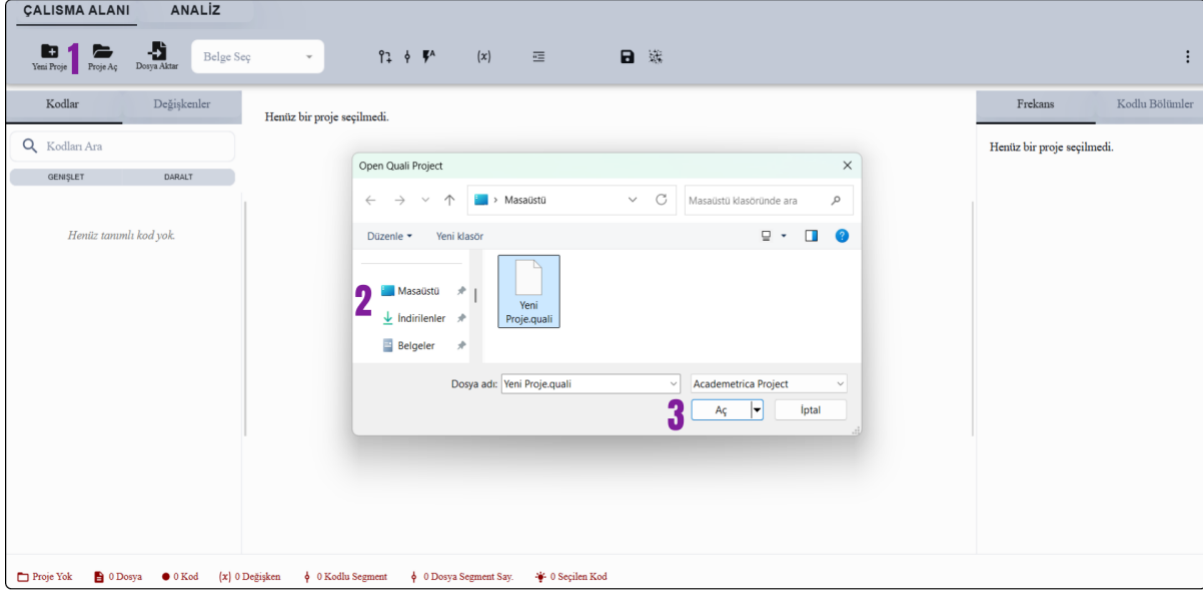 ÇALISMA ALANI ANALİZ
Yeni Proje 1 Proje Aç Dosya Aktar Belge Seç (x)
Kodlar Değişkenler
Henüz bir proje seçilmedi.
Frekans Kodlu Bölümler
Kodları Ara
Henüz bir proje seçilmedi.
GENIŞLET DARALT
Henüz tanımlı kod yok.
Open Quali Project
Masaüstü
Masaüstü klasöründe ara
Düzenle Yeni klasör
2 Masaüstü
İndirilenler
Belgeler
Yeni
Proje.quali
Dosya adı: Yeni Proje.quali Academetrica Project
3 Aç İptal
Proje Yok 0 Dosya 0 Kod (x) 0 Değişken 0 Kodlu Segment 0 Dosya Segment Say. 0 Seçilen Kod